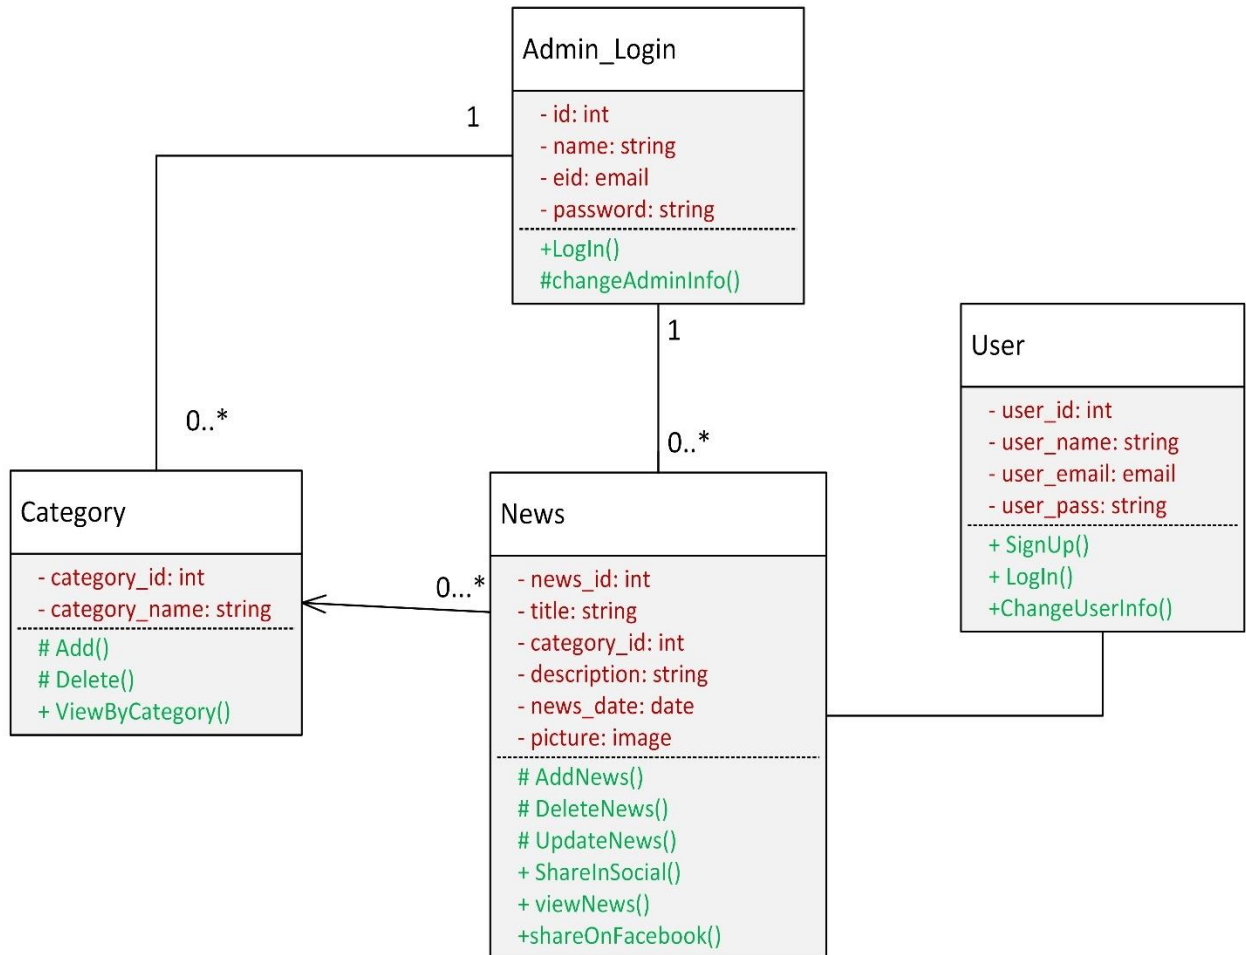 Admin_Login
- id: int
- name: string
- eid: email
- password: string
+LogIn()
#changeAdminInfo()
1
1
0..*
0..*
User
- user_id: int
- user_name: string
- user_email: email
- user_pass: string
+ SignUp()
+ LogIn()
+ChangeUserInfo()
Category
- category_id: int
- category_name: string
# Add()
# Delete()
+ ViewByCategory()
0...*
News
- news_id: int
- title: string
- category_id: int
- description: string
- news_date: date
- picture: image
# AddNews()
# DeleteNews()
# UpdateNews()
+ ShareInSocial()
+ viewNews()
+shareOnFacebook()